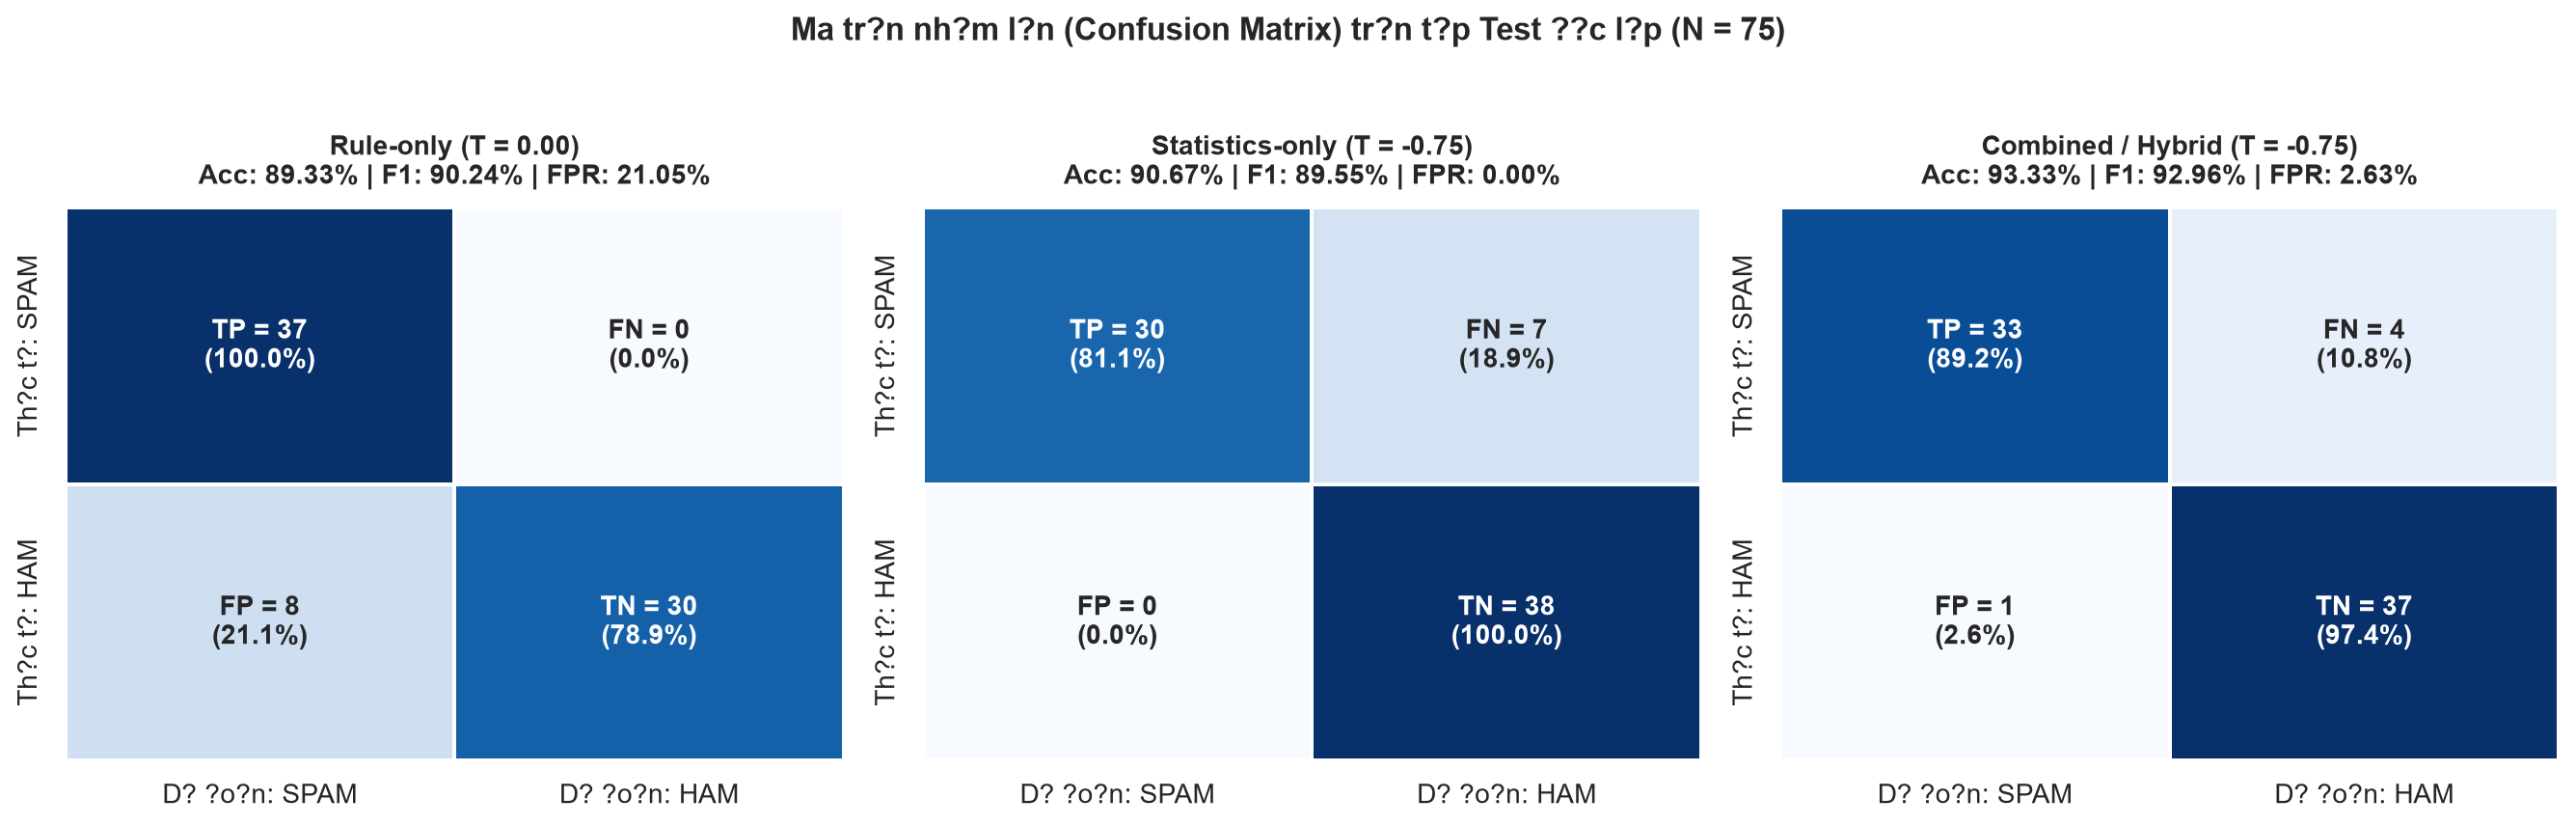 Ma tr?n nh?m l?n (Confusion Matrix) tr?n t?p Test ??c l?p (N = 75)
Rule-only (T = 0.00)
Acc: 89.33% | F1: 90.24% | FPR: 21.05%
Th?c t?: SPAM
Th?c t?: HAM
TP = 37
(100.0%)
FN = 0
(0.0%)
FP = 8
(21.1%)
TN = 30
(78.9%)
D? ?o?n: SPAM
D? ?o?n: HAM
Statistics-only (T = -0.75)
Acc: 90.67% | F1: 89.55% | FPR: 0.00%
Th?c t?: SPAM
Th?c t?: HAM
TP = 30
(81.1%)
FN = 7
(18.9%)
FP = 0
(0.0%)
TN = 38
(100.0%)
D? ?o?n: SPAM
D? ?o?n: HAM
Combined / Hybrid (T = -0.75)
Acc: 93.33% | F1: 92.96% | FPR: 2.63%
Th?c t?: SPAM
Th?c t?: HAM
TP = 33
(89.2%)
FN = 4
(10.8%)
FP = 1
(2.6%)
TN = 37
(97.4%)
D? ?o?n: SPAM
D? ?o?n: HAM